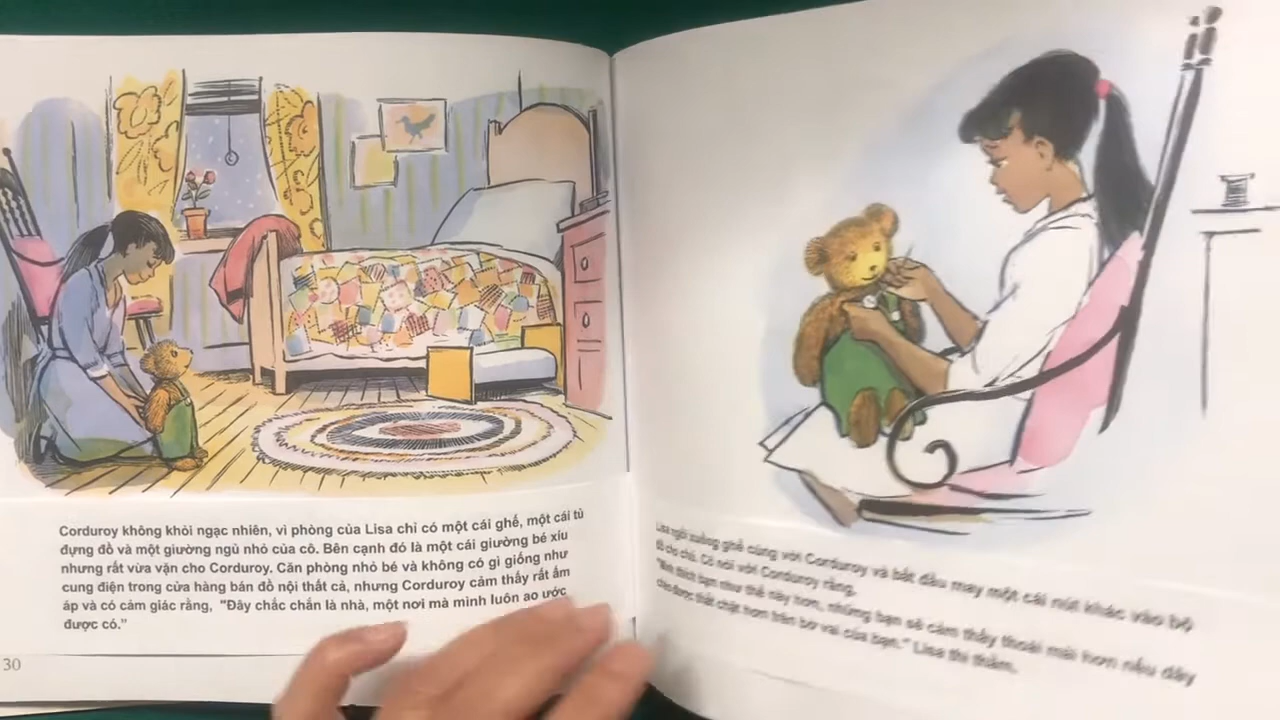 Corduroy không khỏi ngạc nhiên, vì phòng của Lisa chỉ có một cái ghế, một cái tủ
đựng đồ và một giường ngủ nhỏ của cô. Bên cạnh đó là một cái giường bé xíu
nhưng rất vừa vặn cho Corduroy. Căn phòng nhỏ bé và không có gì giống như
cung điện trong cửa hàng bán đồ nội thất cả, nhưng Corduroy cảm thấy rất ấm
áp và có cảm giác rằng, "Đây chắc chắn là nhà, một nơi mà mình luôn ao ước
được có."
30
Lisa ngồi xuống ghế cùng với Corduroy và bắt đầu may một cái nút khác vào bộ
đồ cho chú. Cô nói với Corduroy rằng,
"Mình thích bạn như thế này hơn, nhưng bạn sẽ cảm thấy thoải mái hơn nếu dây
đeo được thắt chặt hơn trên bờ vai của bạn." Lisa thì thầm.